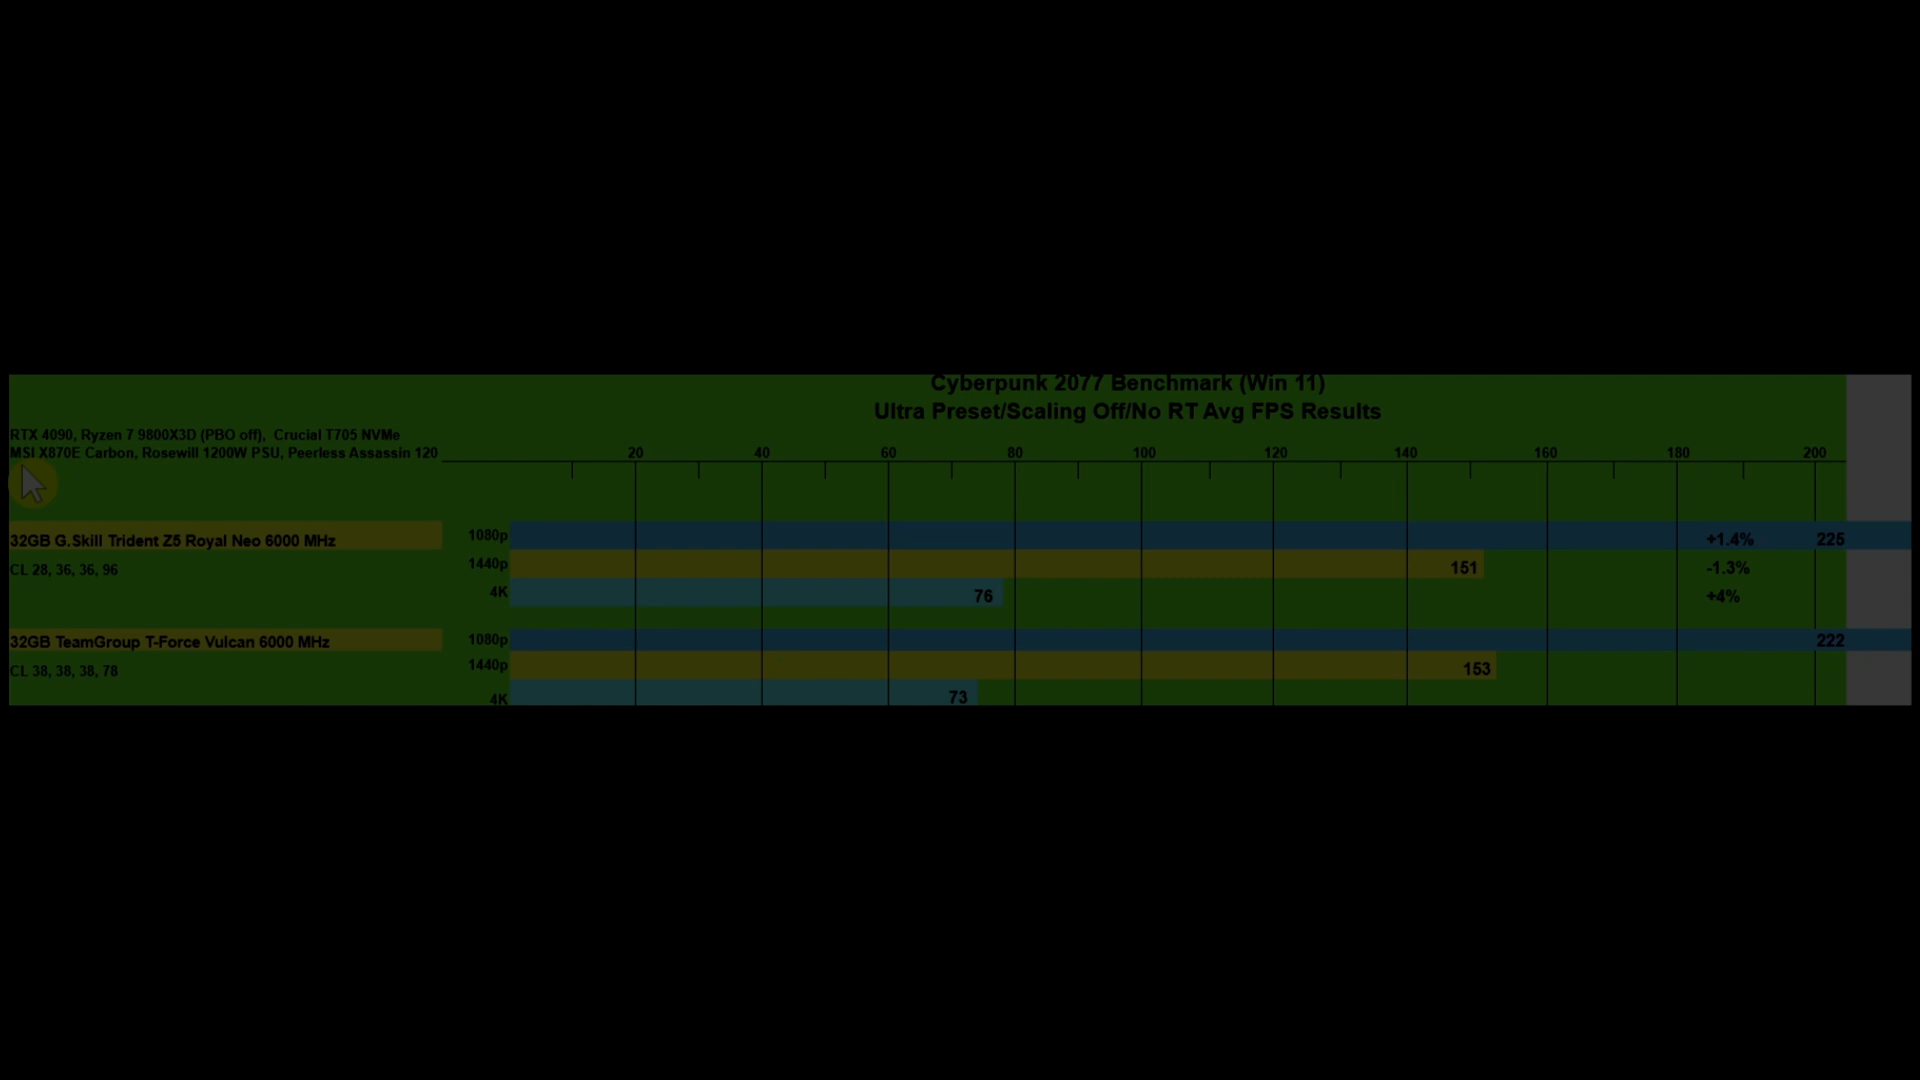 Cyberpunk 2077 Benchmark (Win 11)
Ultra Preset/Scaling Off/No RT Avg FPS Results
RTX 4090, Ryzen 7 9800X3D (PBO off), Crucial T705 NVMe
MSI X870E Carbon, Rosewill 1200W PSU, Peerless Assassin 120
20 40 60 80 100 120 140 160 180 200
32GB G.Skill Trident Z5 Royal Neo 6000 MHz 1080p +1.4% 225
CL 28, 36, 36, 96 1440p 151 -1.3%
4K 76 +4%
32GB TeamGroup T-Force Vulcan 6000 MHz 1080p 222
CL 38, 38, 38, 78 1440p 153
4K 73